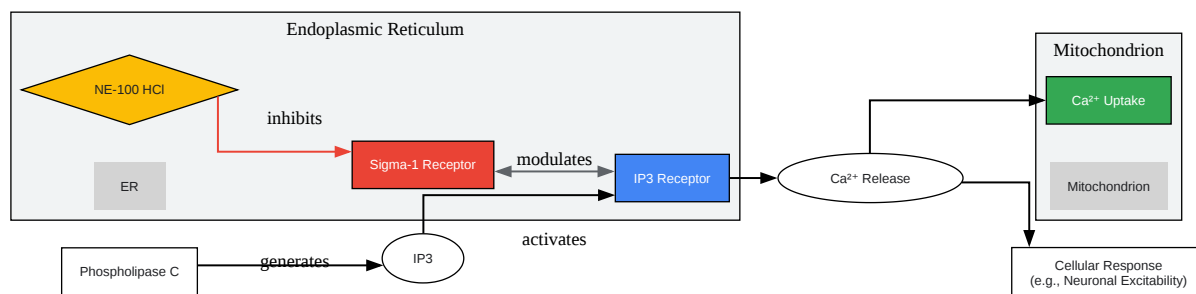 Endoplasmic Reticulum
Mitochondrion
NE-100 HCl
Ca²⁺ Uptake
inhibits
Sigma-1 Receptor
modulates
IP3 Receptor
Ca²⁺ Release
ER
Mitochondrion
activates
Phospholipase C
generates
IP3
Cellular Response
(e.g., Neuronal Excitability)